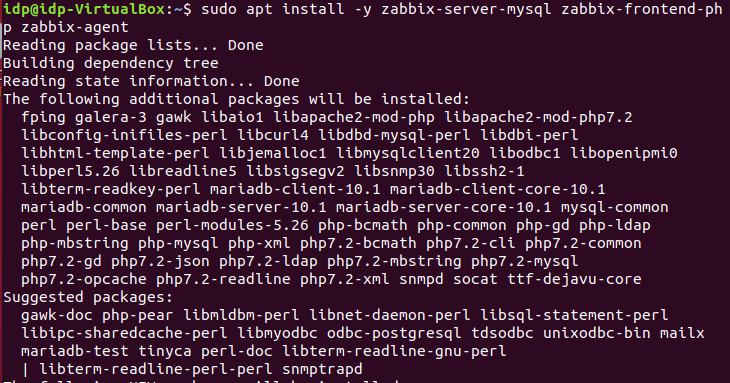 idp@idp-VirtualBox:~$ sudo apt install -y zabbix-server-mysql zabbix-frontend-ph
p zabbix-agent
Reading package lists... Done
Building dependency tree
Reading state information... Done
The following additional packages will be installed:
  fping galera-3 gawk libaio1 libapache2-mod-php libapache2-mod-php7.2
  libconfig-inifiles-perl libcurl4 libdbd-mysql-perl libdbi-perl
  libhtml-template-perl libjemalloc1 libmysqlclient20 libodbc1 libopenipmi0
  libperl5.26 libreadline5 libsigsegv2 libsnmp30 libssh2-1
  libterm-readkey-perl mariadb-client-10.1 mariadb-client-core-10.1
  mariadb-common mariadb-server-10.1 mariadb-server-core-10.1 mysql-common
  perl perl-base perl-modules-5.26 php-bcmath php-common php-gd php-ldap
  php-mbstring php-mysql php-xml php7.2-bcmath php7.2-cli php7.2-common
  php7.2-gd php7.2-json php7.2-ldap php7.2-mbstring php7.2-mysql
  php7.2-opcache php7.2-readline php7.2-xml snmpd socat ttf-dejavu-core
Suggested packages:
  gawk-doc php-pear libmldbm-perl libnet-daemon-perl libsql-statement-perl
  libipc-sharedcache-perl libmyodbc odbc-postgresql tdsodbc unixodbc-bin mailx
  mariadb-test tinyca perl-doc libterm-readline-gnu-perl
  | libterm-readline-perl-perl snmptrapd